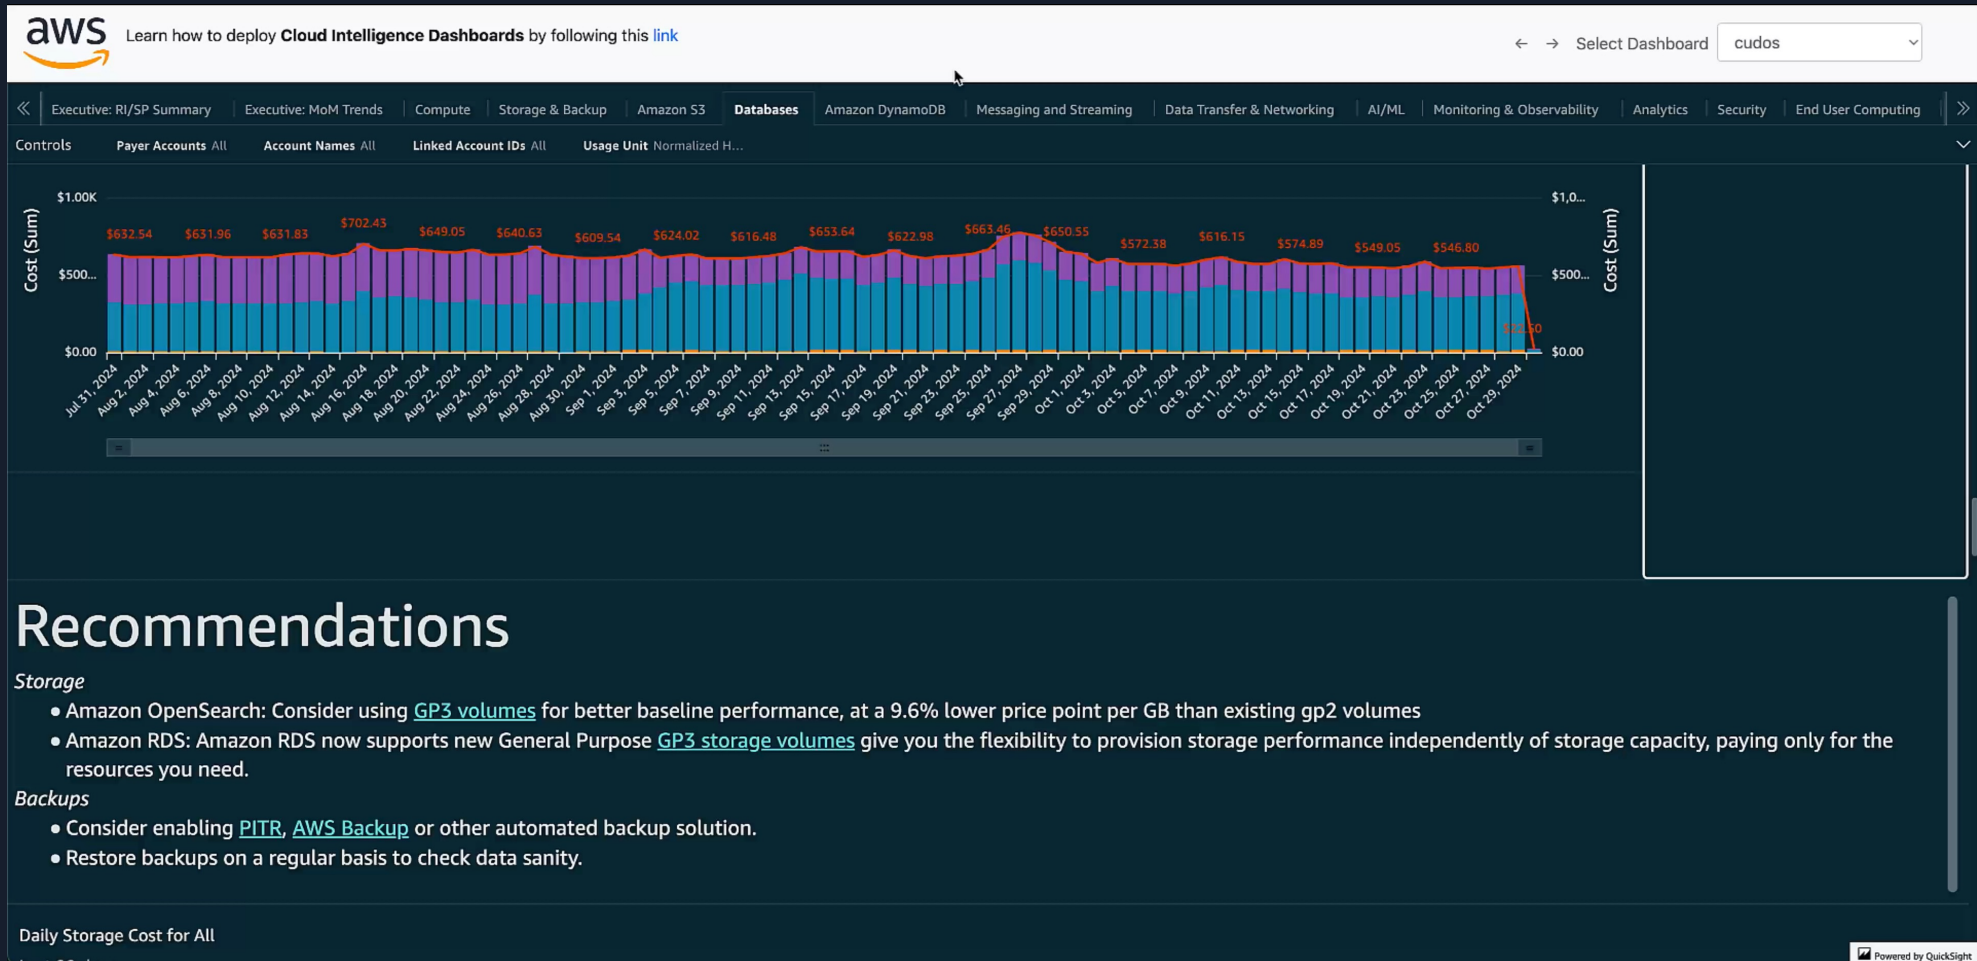 aws
Learn how to deploy Cloud Intelligence Dashboards by following this link
← → Select Dashboard cudos
Executive: RI/SP Summary Executive: MoM Trends Compute Storage & Backup Amazon S3 Databases Amazon DynamoDB Messaging and Streaming Data Transfer & Networking AI/ML Monitoring & Observability Analytics Security End User Computing
Controls Payer Accounts All Account Names All Linked Account IDs All Usage Unit Normalized H...
Cost (Sum)
$1.00K
$500...
$0.00
$632.54 $631.96 $631.83 $702.43 $649.05 $640.63 $609.54 $624.02 $616.48 $653.64 $622.98 $663.46 $650.55 $572.38 $616.15 $574.89 $549.05 $546.80
$1,0...
$500...
$0.00
Cost (Sum)
Jul 31, 2024 Aug 2, 2024 Aug 4, 2024 Aug 6, 2024 Aug 8, 2024 Aug 10, 2024 Aug 12, 2024 Aug 14, 2024 Aug 16, 2024 Aug 18, 2024 Aug 20, 2024 Aug 22, 2024 Aug 24, 2024 Aug 26, 2024 Aug 28, 2024 Aug 30, 2024 Sep 1, 2024 Sep 3, 2024 Sep 5, 2024 Sep 7, 2024 Sep 9, 2024 Sep 11, 2024 Sep 13, 2024 Sep 15, 2024 Sep 17, 2024 Sep 19, 2024 Sep 21, 2024 Sep 23, 2024 Sep 25, 2024 Sep 27, 2024 Sep 29, 2024 Oct 1, 2024 Oct 3, 2024 Oct 5, 2024 Oct 7, 2024 Oct 9, 2024 Oct 11, 2024 Oct 13, 2024 Oct 15, 2024 Oct 17, 2024 Oct 19, 2024 Oct 21, 2024 Oct 23, 2024 Oct 25, 2024 Oct 27, 2024 Oct 29, 2024
Recommendations
Storage
• Amazon OpenSearch: Consider using GP3 volumes for better baseline performance, at a 9.6% lower price point per GB than existing gp2 volumes
• Amazon RDS: Amazon RDS now supports new General Purpose GP3 storage volumes give you the flexibility to provision storage performance independently of storage capacity, paying only for the
resources you need.
Backups
• Consider enabling PITR, AWS Backup or other automated backup solution.
• Restore backups on a regular basis to check data sanity.
Daily Storage Cost for All
Powered by QuickSight